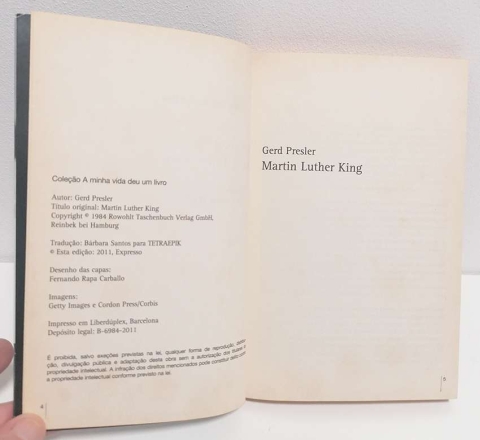 Coleção A minha vida deu um livro
Autor: Gerd Presler
Título original: Martin Luther King
Copyright © 1984 Rowohlt Taschenbuch Verlag GmbH,
Reinbek bei Hamburg
Tradução: Bárbara Santos para TETRAEPIK
® Esta edição: 2011, Expresso
Desenho das capas:
Fernando Rapa Carballo
Imagens:
Getty Images e Cordon Press/Corbis
Impresso em Liberdúplex, Barcelona
Depósito legal: B-6984-2011
É proibida, salvo exações previstas na lei, qualquer forma de reprodução, distribui-
ção, divulgação pública e adaptação desta obra sem a autorização dos titulares da
propriedade intelectual. A infração dos direitos mencionados pode constituir delito contra
a propriedade intelectual conforme previsto na lei.
Gerd Presler
Martin Luther King